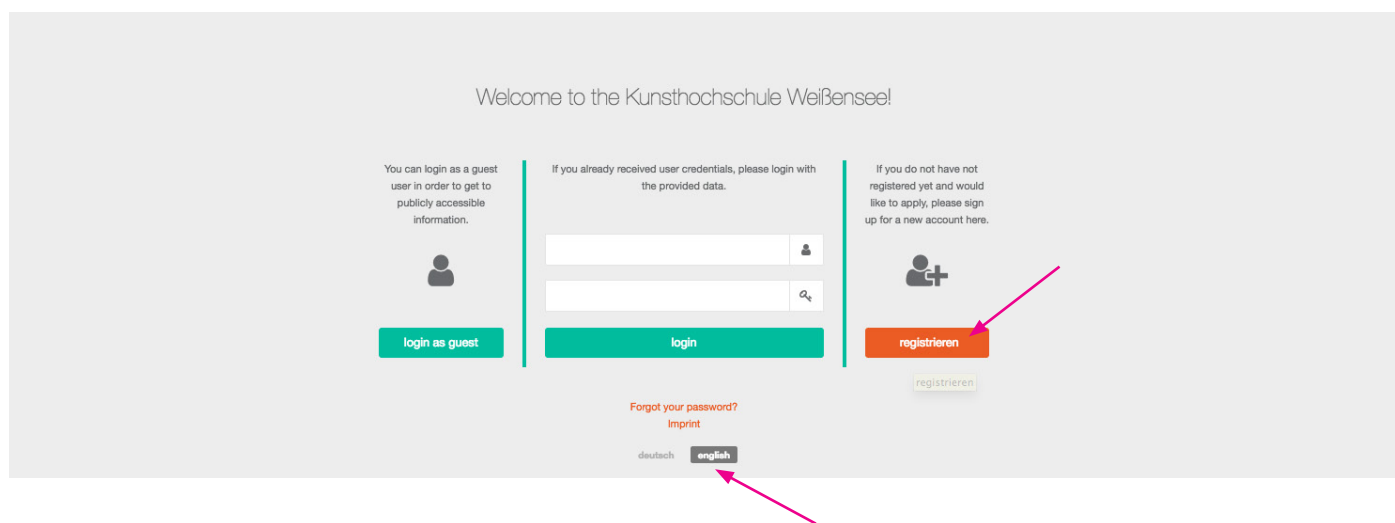 Welcome to the Kunsthochschule Weißensee!
You can login as a guest
user in order to get to
publicly accessible
information.
login as guest
If you already received user credentials, please login with
the provided data.
login
If you do not have not
registered yet and would
like to apply, please sign
up for a new account here.
registrieren
registrieren
Forgot your password?
Imprint
deutsch english